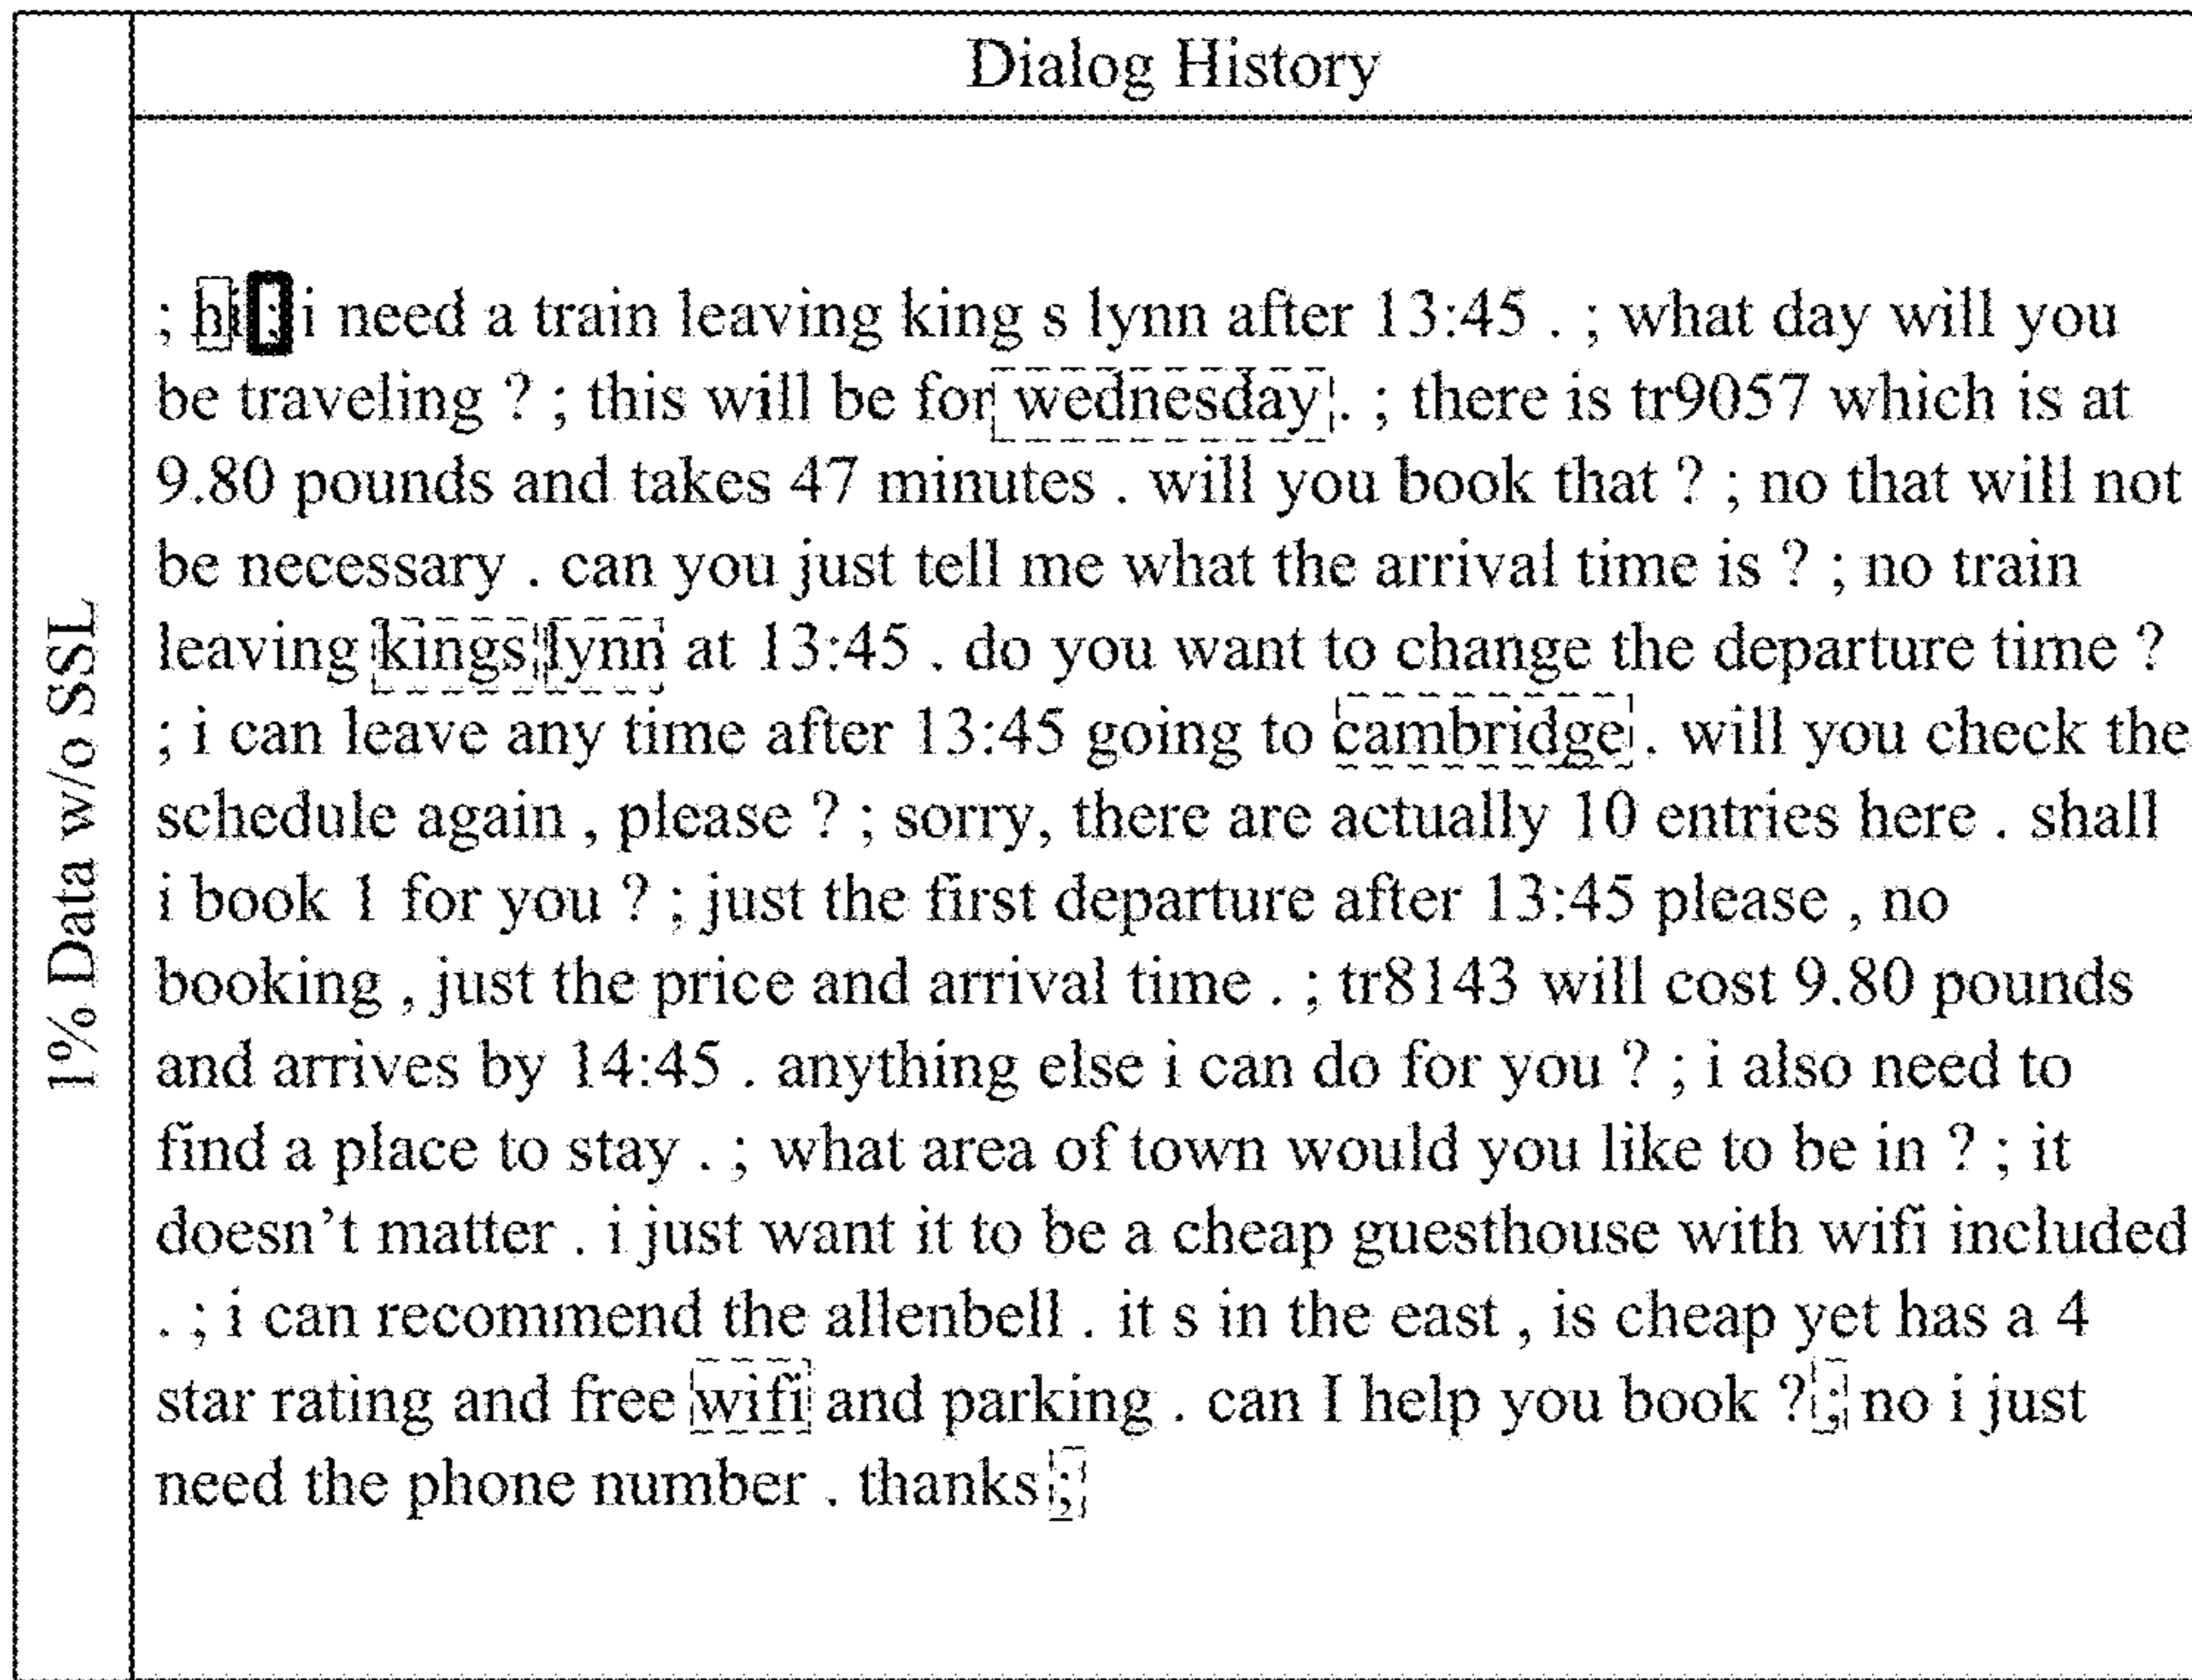 Dialog History
1% Data w/o SSL
; hi ; i need a train leaving king s lynn after 13:45 . ; what day will you
be traveling ? ; this will be for wednesday . ; there is tr9057 which is at
9.80 pounds and takes 47 minutes . will you book that ? ; no that will not
be necessary . can you just tell me what the arrival time is ? ; no train
leaving kings lynn at 13:45 . do you want to change the departure time ?
; i can leave any time after 13:45 going to cambridge . will you check the
schedule again , please ? ; sorry, there are actually 10 entries here . shall
i book 1 for you ? ; just the first departure after 13:45 please , no
booking , just the price and arrival time . ; tr8143 will cost 9.80 pounds
and arrives by 14:45 . anything else i can do for you ? ; i also need to
find a place to stay . ; what area of town would you like to be in ? ; it
doesn’t matter . i just want it to be a cheap guesthouse with wifi included
. ; i can recommend the allenbell . it s in the east , is cheap yet has a 4
star rating and free wifi and parking . can I help you book ? ; no i just
need the phone number . thanks ;